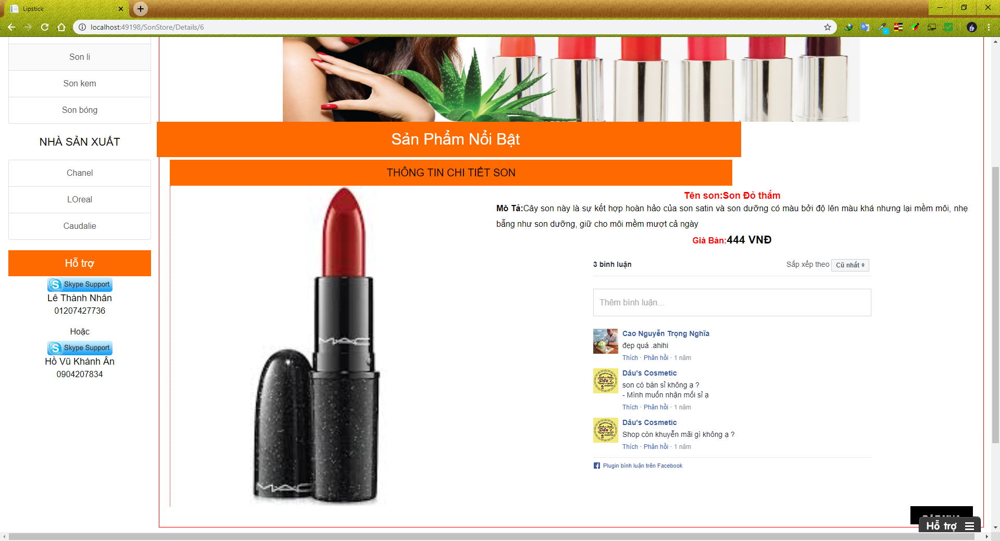 Lipstick
localhost:49198/SonStore/Details/6
Son lì
Son kem
Son bóng
NHÀ SẢN XUẤT
Chanel
LOreal
Caudalie
Hỗ trợ
Skype Support
Lê Thành Nhân
01207427736
Hoặc
Skype Support
Hồ Vũ Khánh Ân
0904207834
Sản Phẩm Nổi Bật
THÔNG TIN CHI TIẾT SON
MAC
MAC
Tên son:Son Đỏ thắm
Mô Tả:Cây son này là sự kết hợp hoàn hảo của son satin và son dưỡng có màu bởi độ lên màu khá nhưng lại mềm môi, nhẹ
bẫng như son dưỡng, giữ cho môi mềm mượt cả ngày
Giá Bán:444 VNĐ
3 bình luận
Sắp xếp theo Cũ nhất
Thêm bình luận...
Cao Nguyễn Trọng Nghĩa
đẹp quá .ahihi
Thích · Phản hồi · 1 năm
Dâu's Cosmetic
son có bán sỉ không ạ ?
- Mình muốn nhận mối sỉ ạ
Thích · Phản hồi · 1 năm
Dâu's Cosmetic
Shop còn khuyễn mãi gì không ạ ?
Thích · Phản hồi · 1 năm
Plugin bình luận trên Facebook
Hỗ trợ